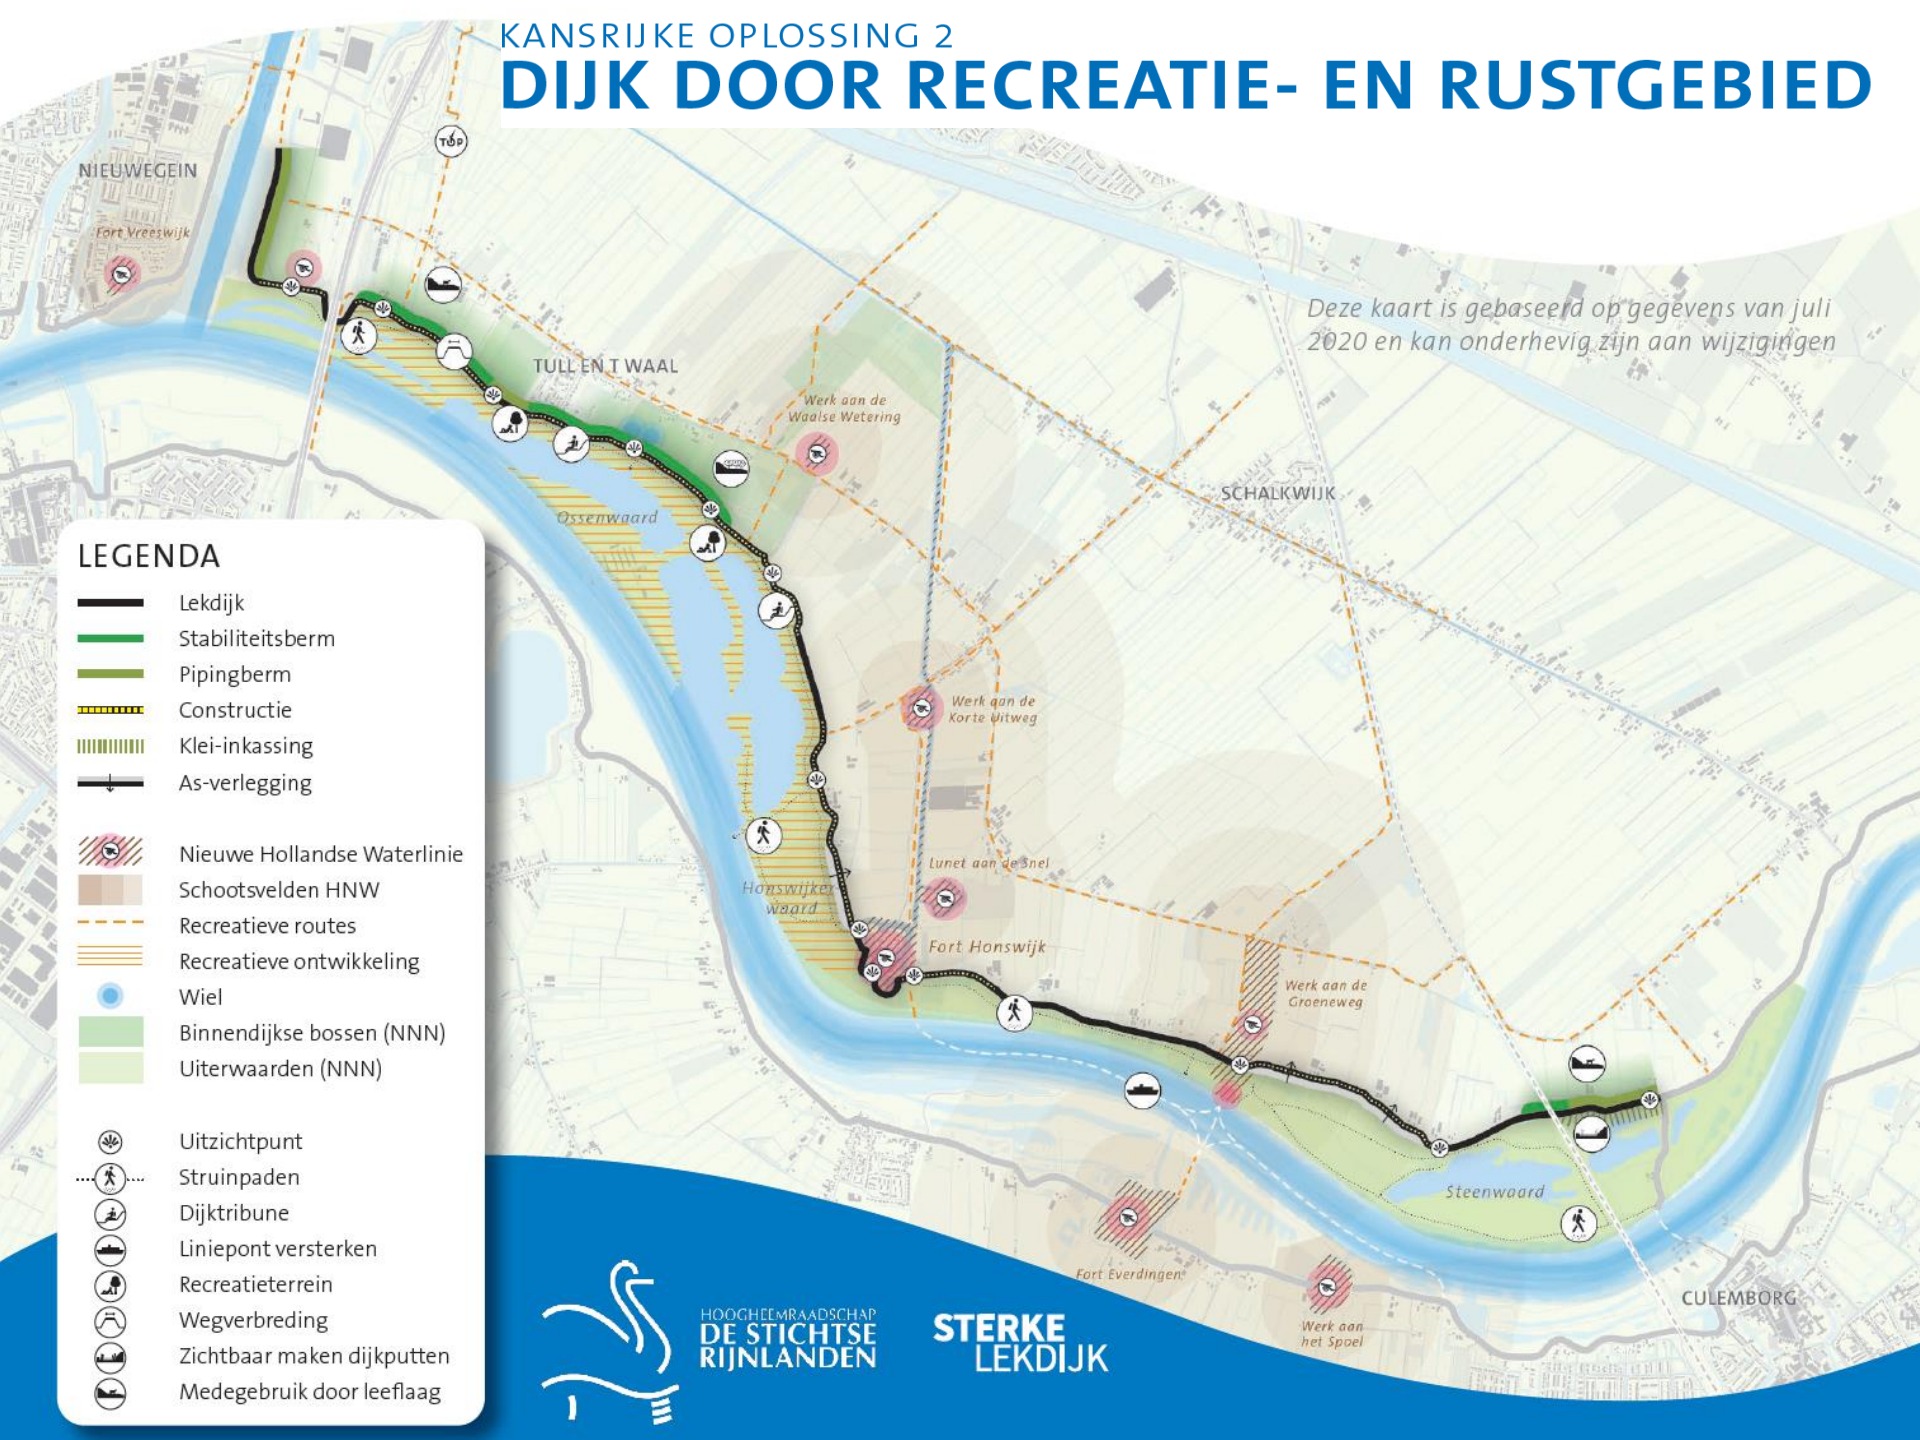 KANSRIJKE OPLOSSING 2
DIJK DOOR RECREATIE- EN RUSTGEBIED
TOP
NIEUWEGEIN
Fort Vreeswijk
Deze kaart is gebaseerd op gegevens van juli
2020 en kan onderhevig zijn aan wijzigingen
TULL EN T WAAL
Werk aan de
Waalse Wetering
SCHALKWIJK
Ossenwaard
Werk aan de
Korte Uitweg
Lunet aan de Snel
Honswijker
waard
Fort Honswijk
Werk aan de
Groeneweg
Steenwaard
Fort Everdingen
CULEMBORG
Werk aan
het Spoel
LEGENDA
Lekdijk
Stabiliteitsberm
Pipingberm
Constructie
Klei-inkassing
As-verlegging
Nieuwe Hollandse Waterlinie
Schootsvelden HNW
Recreatieve routes
Recreatieve ontwikkeling
Wiel
Binnendijkse bossen (NNN)
Uiterwaarden (NNN)
Uitzichtpunt
Struinpaden
Dijktribune
Liniepont versterken
Recreatieterrein
Wegverbreding
Zichtbaar maken dijkputten
Medegebruik door leeflaag
HOOGHEEMRAADSCHAP
DE STICHTSE
RIJNLANDEN
STERKE
LEKDIJK